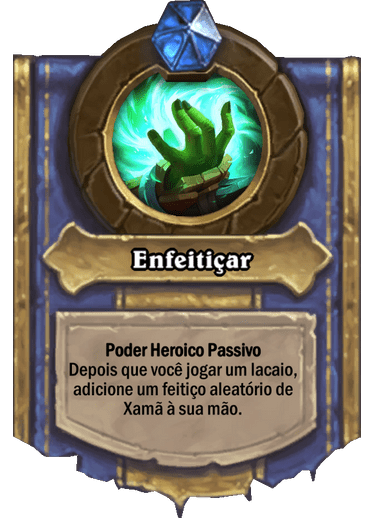 Enfeitiçar
Poder Heroico Passivo
Depois que você jogar um lacaio,
adicione um feitiço aleatório de
Xamã à sua mão.